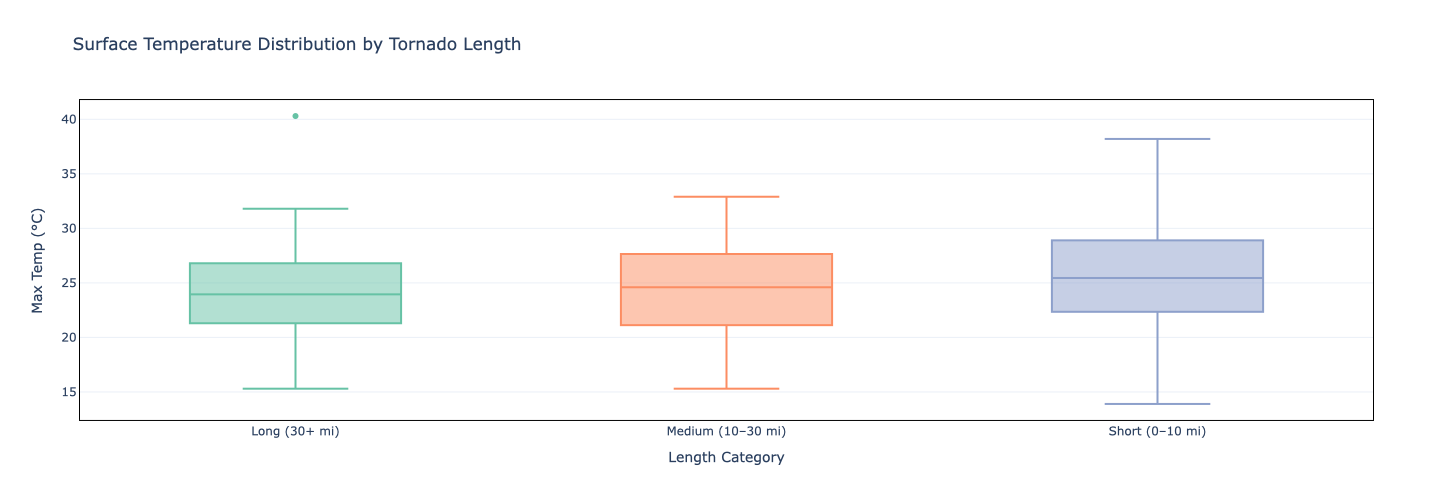 Surface Temperature Distribution by Tornado Length
Max Temp (°C)
40
35
30
25
20
15
Long (30+ mi)
Medium (10–30 mi)
Short (0–10 mi)
Length Category